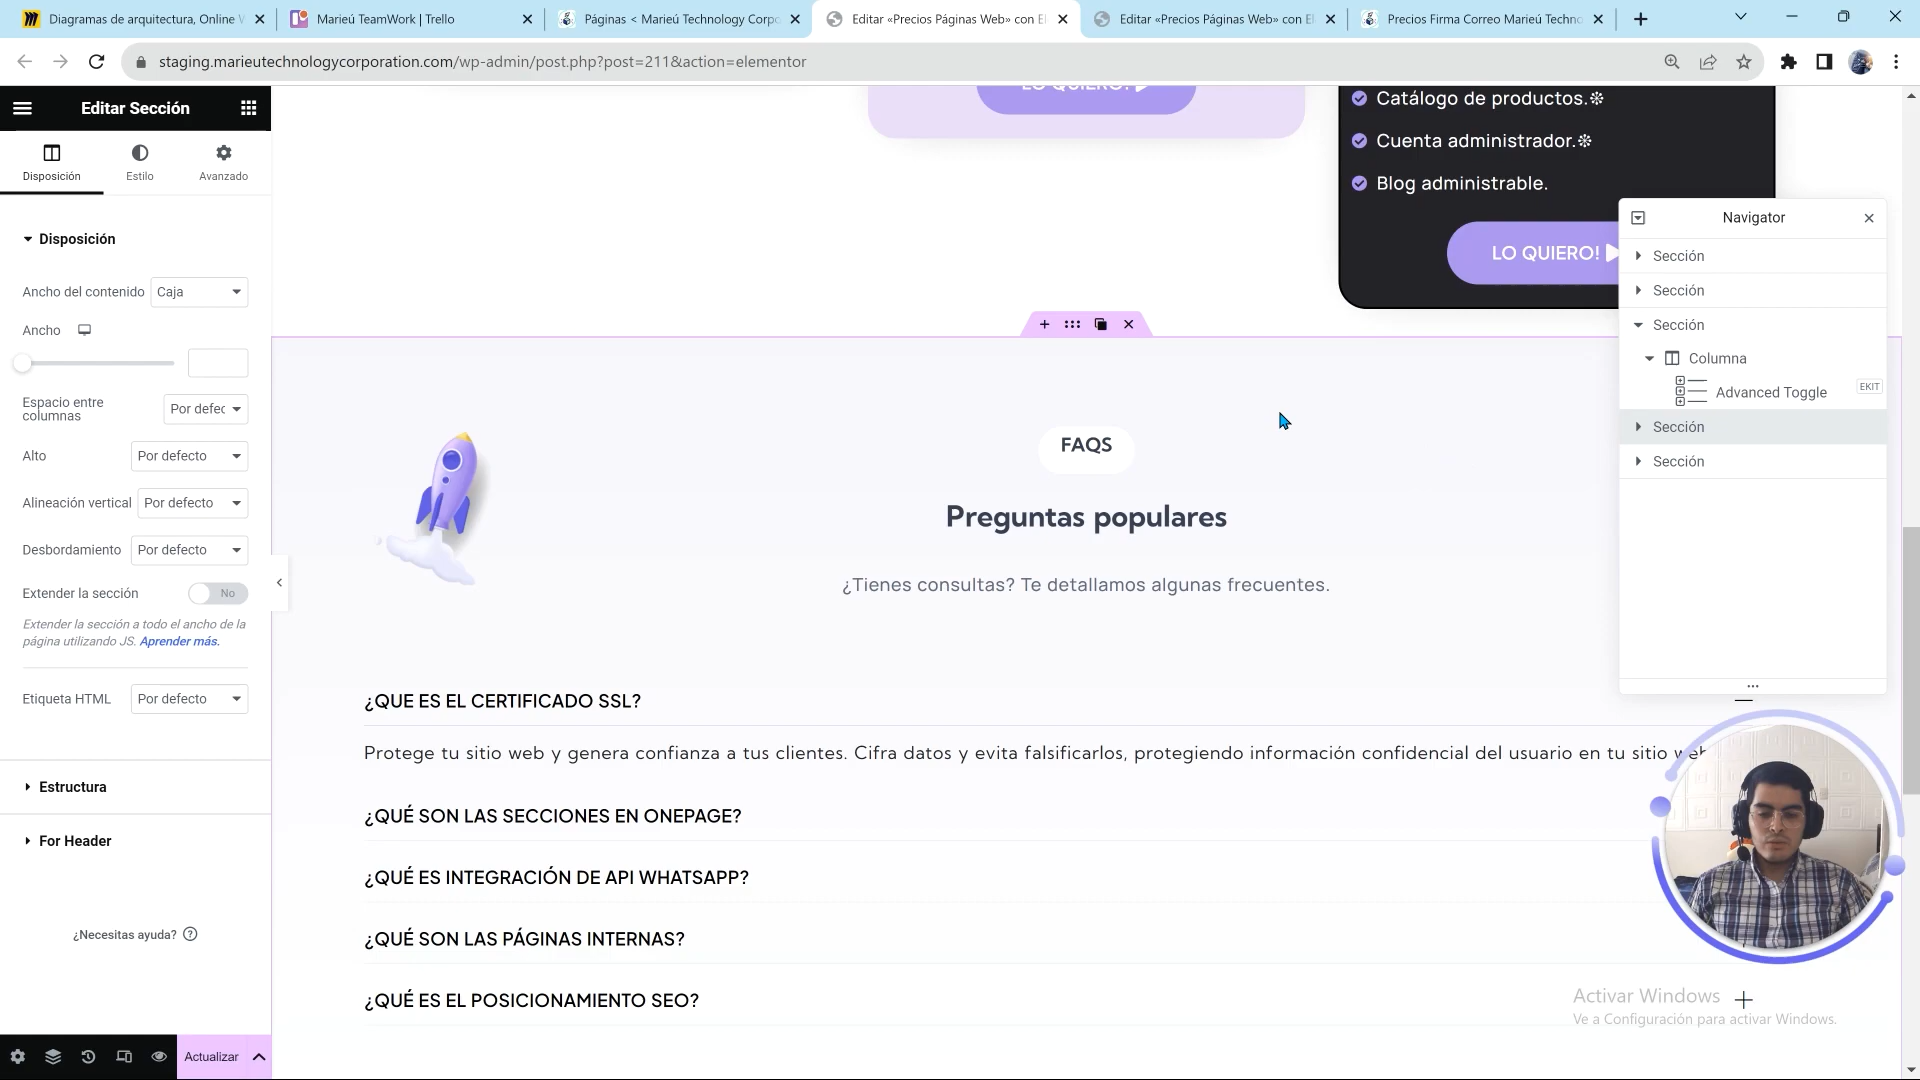 Diagramas de arquitectura, Online W
Marieú TeamWork | Trello
Páginas < Marieú Technology Corpo
Editar «Precios Páginas Web» con El
Editar «Precios Páginas Web» con El
Precios Firma Correo Marieú Techno
staging.marieutechnologycorporation.com/wp-admin/post.php?post=211&action=elementor
Editar Sección
Disposición
Estilo
Avanzado
Disposición
Ancho del contenido
Caja
Ancho
Espacio entre columnas
Por defec
Alto
Por defecto
Alineación vertical
Por defecto
Desbordamiento
Por defecto
Extender la sección
No
Extender la sección a todo el ancho de la
página utilizando JS. Aprender más.
Etiqueta HTML
Por defecto
Estructura
For Header
¿Necesitas ayuda?
Actualizar
LO QUIERO!
Catálogo de productos.❊
Cuenta administrador.❊
Blog administrable.
LO QUIERO!
FAQS
Preguntas populares
¿Tienes consultas? Te detallamos algunas frecuentes.
¿QUE ES EL CERTIFICADO SSL?
Protege tu sitio web y genera confianza a tus clientes. Cifra datos y evita falsificarlos, protegiendo información confidencial del usuario en tu sitio web
¿QUÉ SON LAS SECCIONES EN ONEPAGE?
¿QUÉ ES INTEGRACIÓN DE API WHATSAPP?
¿QUÉ SON LAS PÁGINAS INTERNAS?
¿QUÉ ES EL POSICIONAMIENTO SEO?
Navigator
Sección
Sección
Sección
Columna
Advanced Toggle
EKIT
Sección
Sección
Activar Windows
Ve a Configuración para activar Windows.